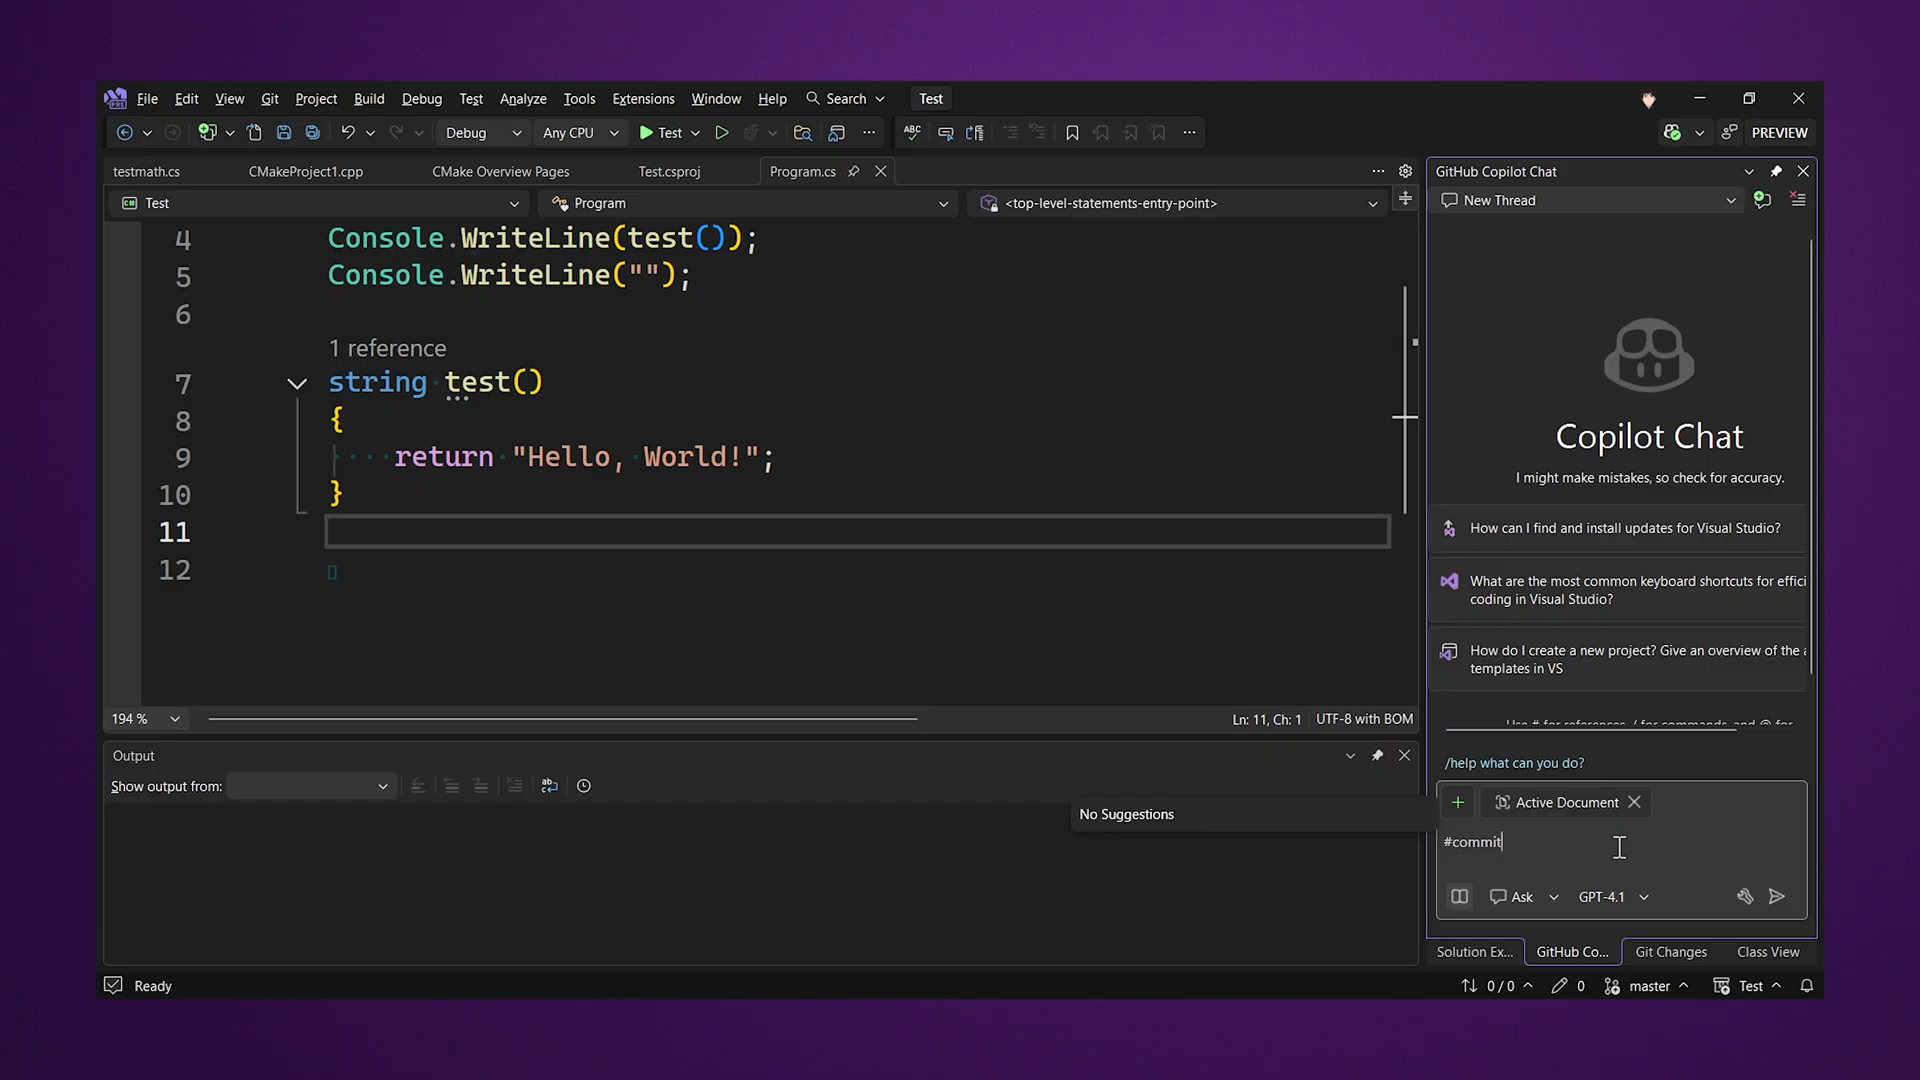 File Edit View Git Project Build Debug Test Analyze Tools Extensions Window Help Search Test
Debug Any CPU Test PREVIEW
testmath.cs CMakeProject1.cpp CMake Overview Pages Test.csproj Program.cs
Test Program <top-level-statements-entry-point>
4 Console.WriteLine(test());
5 Console.WriteLine("");
6
1 reference
7 string test()
8 {
9 return "Hello, World!";
10 }
11
12
194 % Ln: 11, Ch: 1 UTF-8 with BOM
Output
Show output from:
No Suggestions
GitHub Copilot Chat
New Thread
Copilot Chat
I might make mistakes, so check for accuracy.
How can I find and install updates for Visual Studio?
What are the most common keyboard shortcuts for effici
coding in Visual Studio?
How do I create a new project? Give an overview of the a
templates in VS
Use # for references, / for commands, and @ for
/help what can you do?
Active Document
#commit
Ask GPT-4.1
Solution Ex... GitHub Co... Git Changes Class View
Ready 0 / 0 0 master Test